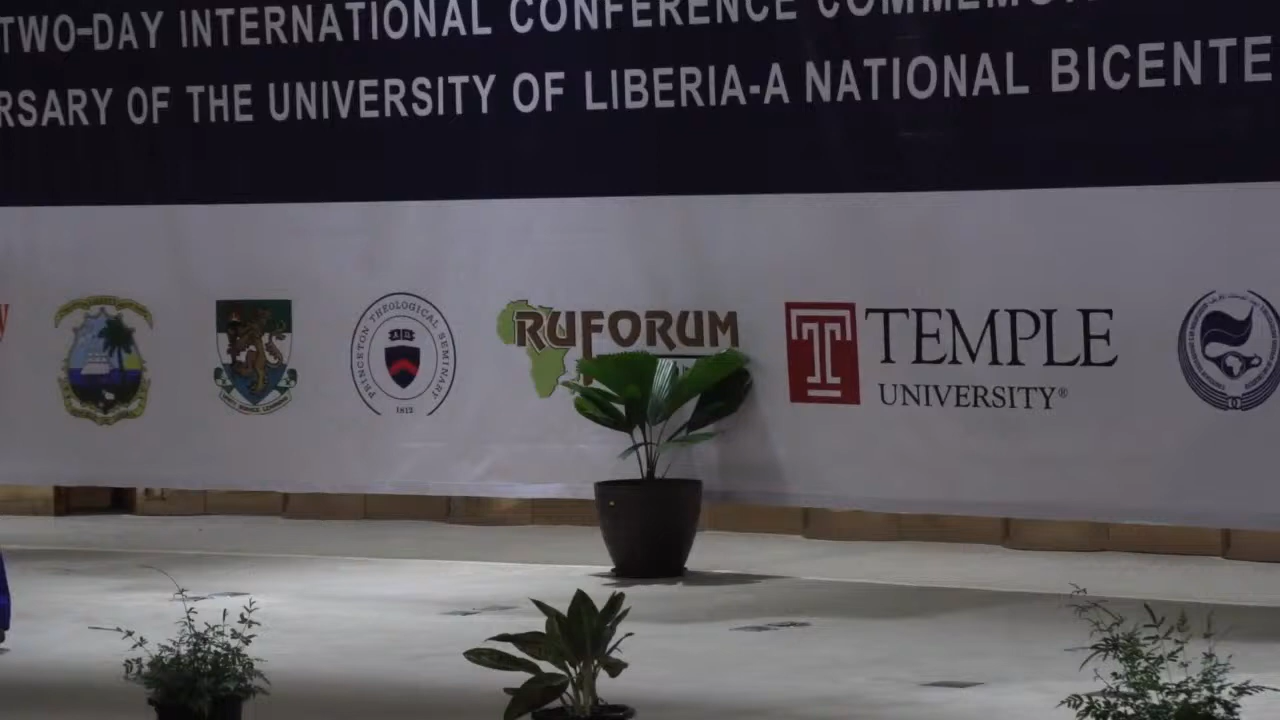 TWO-DAY INTERNATIONAL CONFERENCE COMMEMO
RSARY OF THE UNIVERSITY OF LIBERIA-A NATIONAL BICENTE
y
PRINCETON THEOLOGICAL SEMINARY
1812
RUFORUM
T TEMPLE
UNIVERSITY®